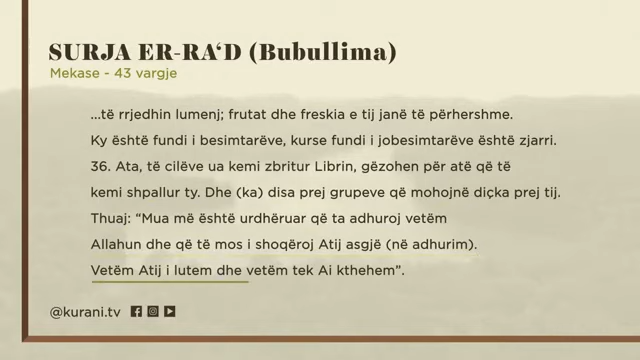 SURJA ER-RA‘D (Bubullima)
Mekase - 43 vargje
...të rrjedhin lumenj; frutat dhe freskia e tij janë të përhershme.
Ky është fundi i besimtarëve, kurse fundi i jobesimtarëve është zjarri.
36. Ata, të cilëve ua kemi zbritur Librin, gëzohen për atë që të
kemi shpallur ty. Dhe (ka) disa prej grupeve që mohojnë diçka prej tij.
Thuaj: “Mua më është urdhëruar që ta adhuroj vetëm
Allahun dhe që të mos i shoqëroj Atij asgjë (në adhurim).
Vetëm Atij i lutem dhe vetëm tek Ai kthehem”.
@kurani.tv